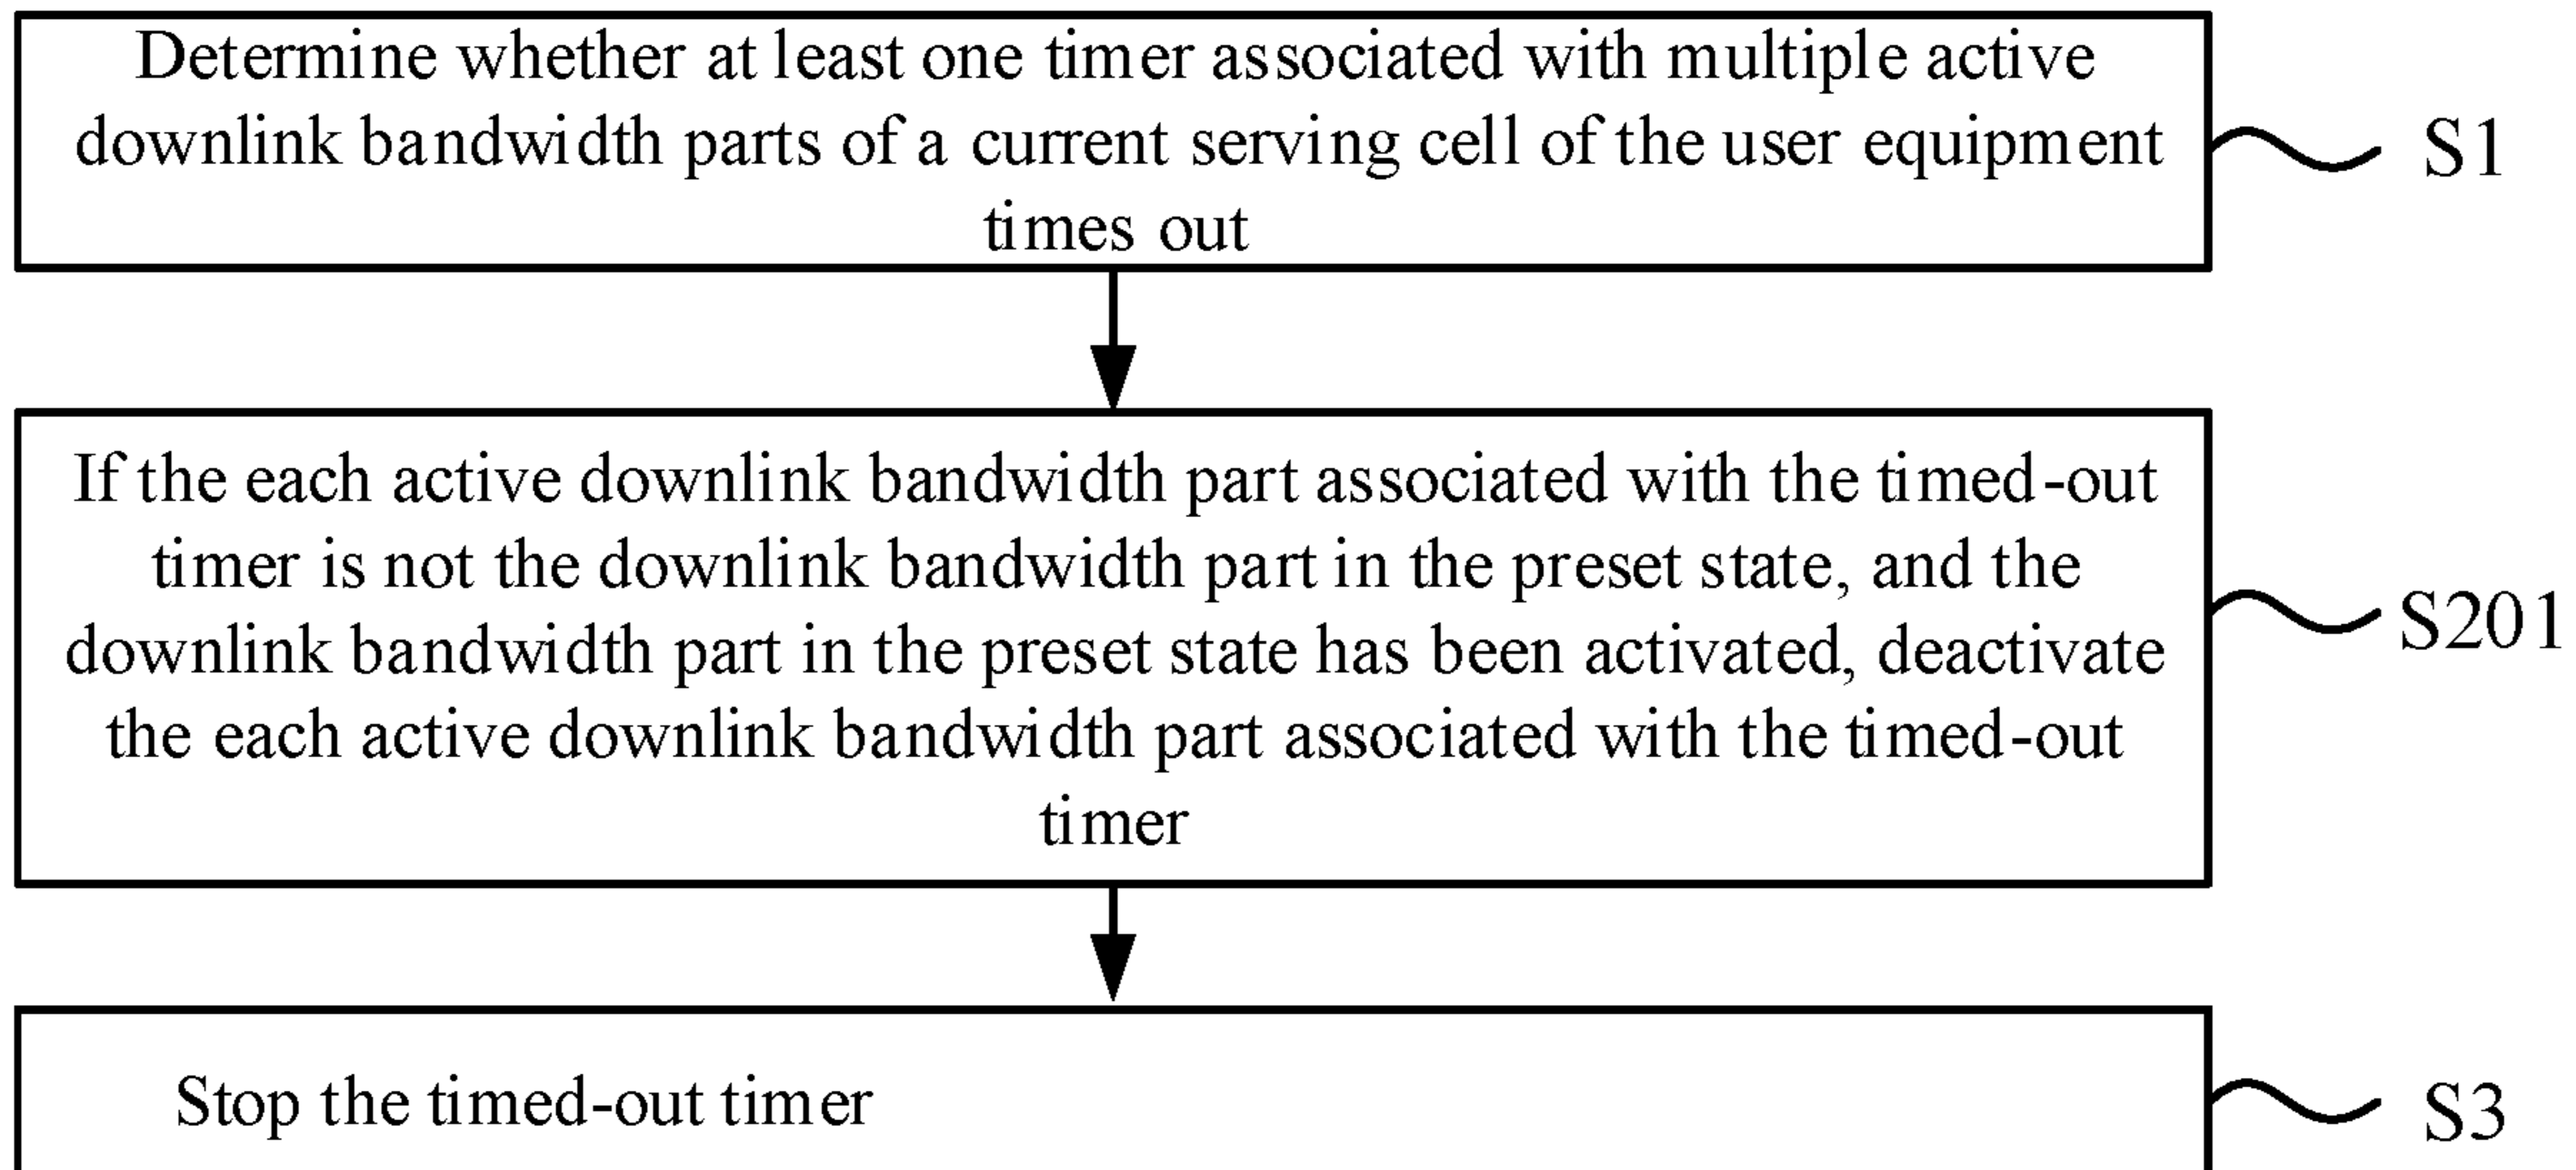 Determine whether at least one timer associated with multiple active
downlink bandwidth parts of a current serving cell of the user equipment
times out
S1
If the each active downlink bandwidth part associated with the timed-out
timer is not the downlink bandwidth part in the preset state, and the
downlink bandwidth part in the preset state has been activated, deactivate
the each active downlink bandwidth part associated with the timed-out
timer
S201
Stop the timed-out timer
S3